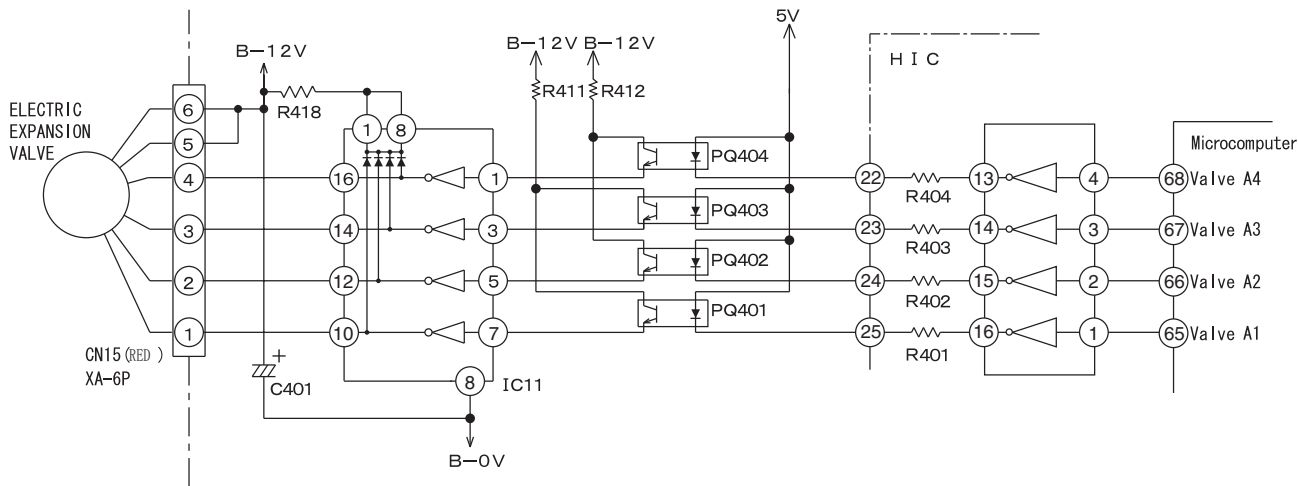 5V
B-12V
B-12V B-12V
HIC
R418
R411
R412
ELECTRIC
EXPANSION
VALVE
6
5
4
3
2
1
1
8
16
14
12
10
1
3
5
7
8
PQ404
PQ403
PQ402
PQ401
22
23
24
25
R404
R403
R402
R401
13
14
15
16
4
3
2
1
Microcomputer
68 Valve A4
67 Valve A3
66 Valve A2
65 Valve A1
CN15(RED )
XA-6P
+
C401
IC11
B-0V